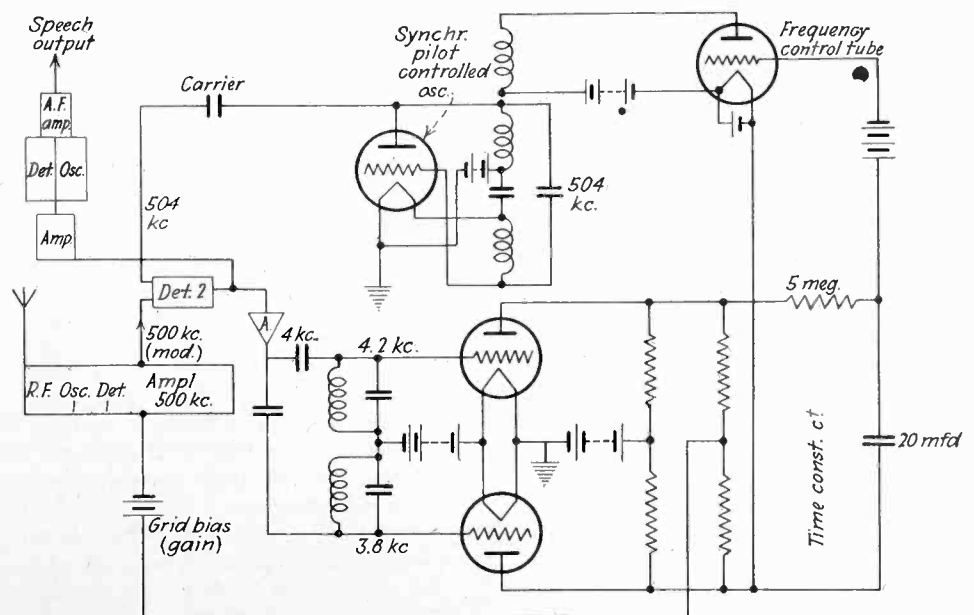 Speech
output
A.F.
amp.
Det. Osc.
Amp
Carrier
504
kc
Det. 2
500 kc.
(mod.)
R.F. Osc. Det.
Ampl
500 kc.
Grid bias
(gain)
A
4 kc.
4.2 kc.
3.8 kc
Synchr.
pilot
controlled
osc.
504
kc.
Frequency
control tube
5 meg.
20 mfd
Time const. ct.